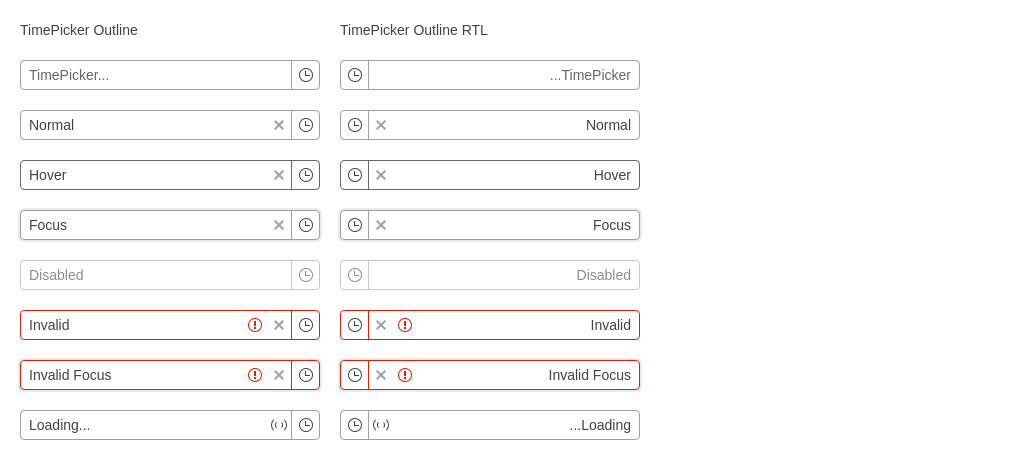 TimePicker Outline
TimePicker Outline RTL
TimePicker...
...TimePicker
Normal
Normal
Hover
Hover
Focus
Focus
Disabled
Disabled
Invalid
Invalid
Invalid Focus
Invalid Focus
Loading...
...Loading